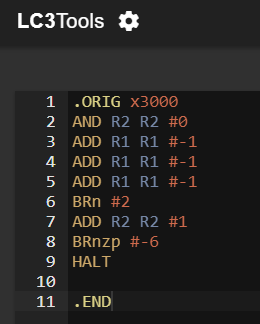 LC3Tools
1 .ORIG x3000
2 AND R2 R2 #0
3 ADD R1 R1 #-1
4 ADD R1 R1 #-1
5 ADD R1 R1 #-1
6 BRn #2
7 ADD R2 R2 #1
8 BRnzp #-6
9 HALT
10
11 .END